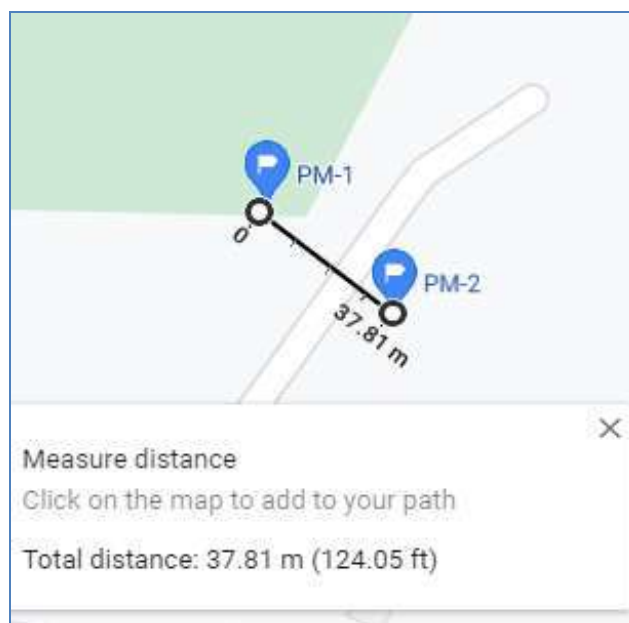 PM-1
0
PM-2
37.81 m
Measure distance
Click on the map to add to your path
Total distance: 37.81 m (124.05 ft)